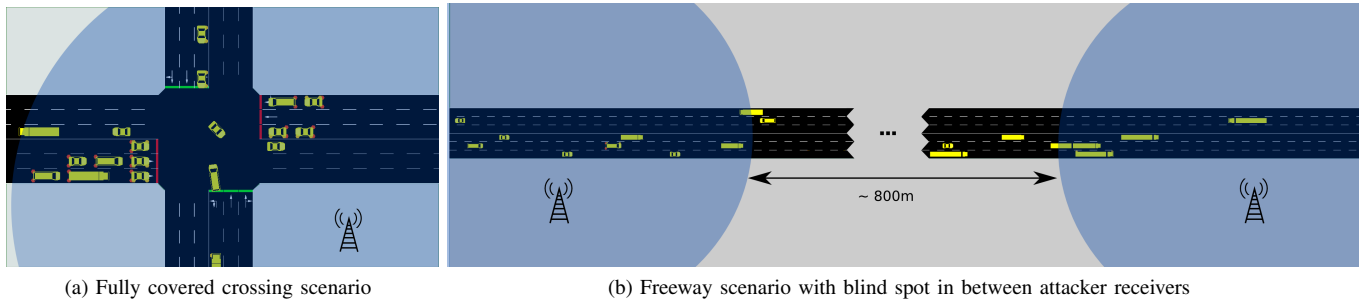 ...
~ 800m
(a) Fully covered crossing scenario
(b) Freeway scenario with blind spot in between attacker receivers